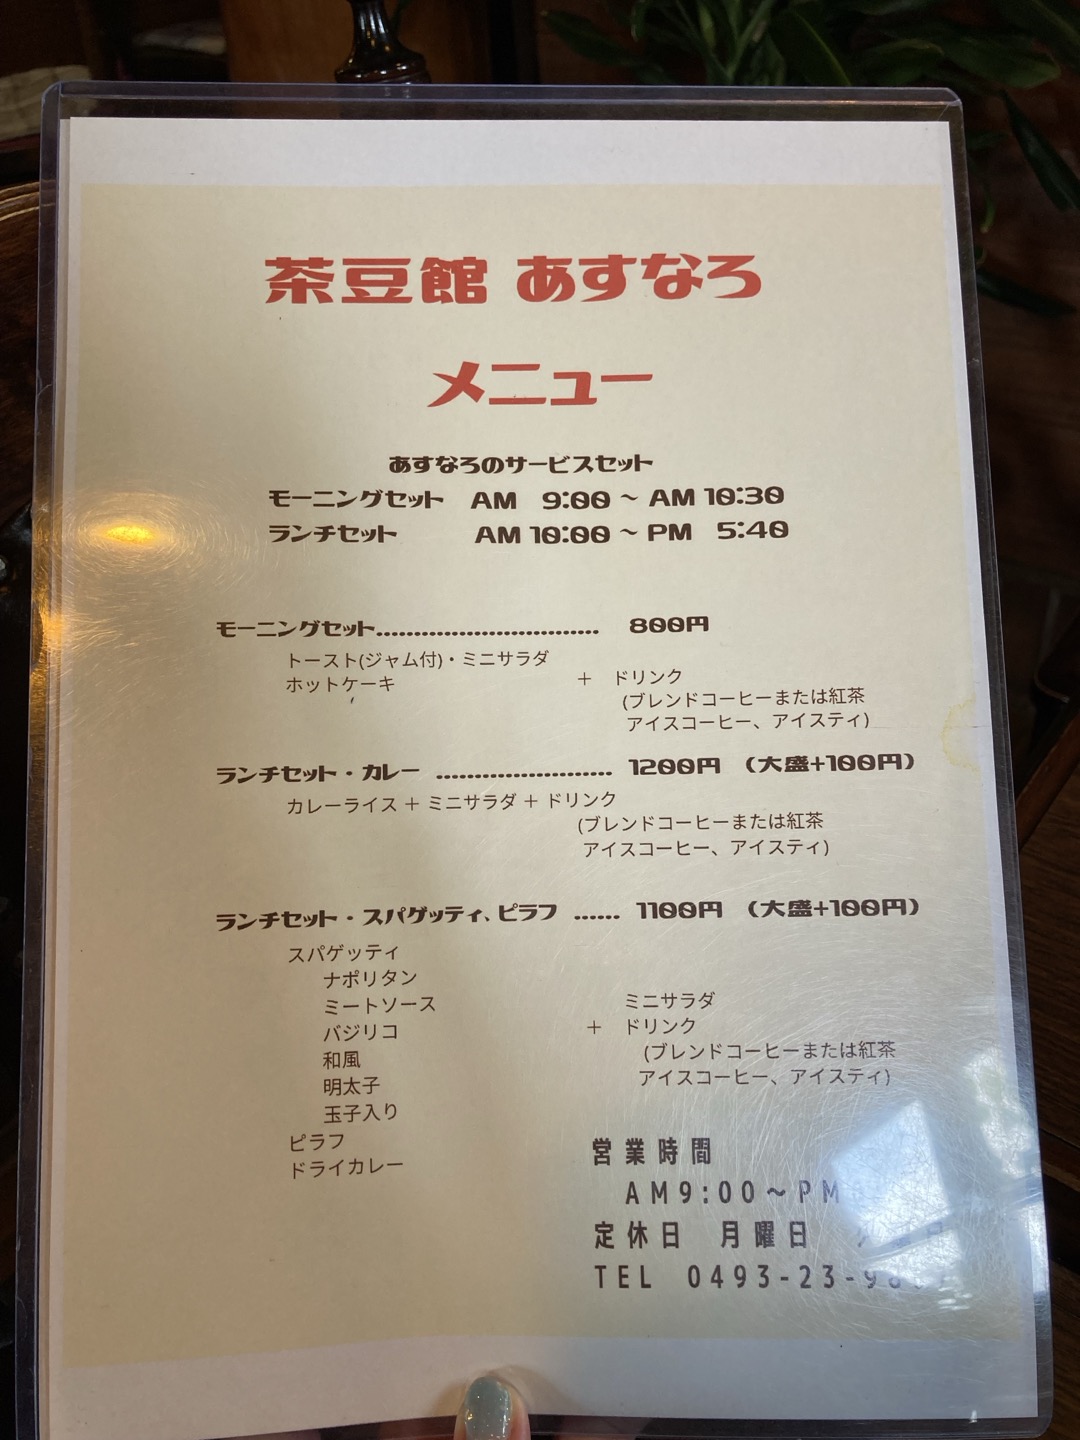 茶豆館 あすなろ
メニュー
あすなろのサービスセット
モーニングセット AM 9:00 ~ AM 10:30
ランチセット AM 10:00 ~ PM 5:40
モーニングセット.............................. 800円
トースト(ジャム付)・ミニサラダ
ホットケーキ + ドリンク
(ブレンドコーヒーまたは紅茶
アイスコーヒー、アイスティ)
ランチセット・カレー ........................ 1200円 (大盛+100円)
カレーライス + ミニサラダ + ドリンク
(ブレンドコーヒーまたは紅茶
アイスコーヒー、アイスティ)
ランチセット・スパゲッティ、ピラフ ...... 1100円 (大盛+100円)
スパゲッティ
ナポリタン
ミートソース
バジリコ
和風
明太子
玉子入り
ピラフ
ドライカレー
ミニサラダ
+ ドリンク
(ブレンドコーヒーまたは紅茶
アイスコーヒー、アイスティ)
営業時間
AM9:00～PM
定休日 月曜日
TEL